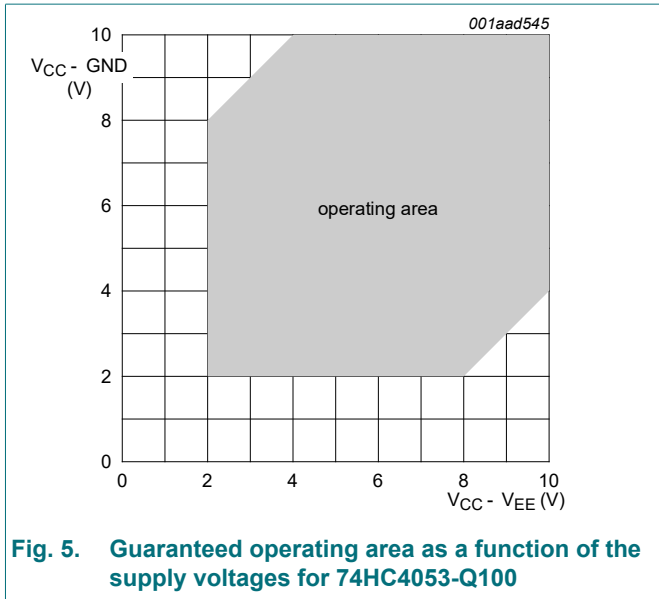 001aad545
10
VCC - GND
(V)
8
6
operating area
4
2
0
0 2 4 6 8 10
VCC - VEE (V)
Fig. 5. Guaranteed operating area as a function of the
supply voltages for 74HC4053-Q100